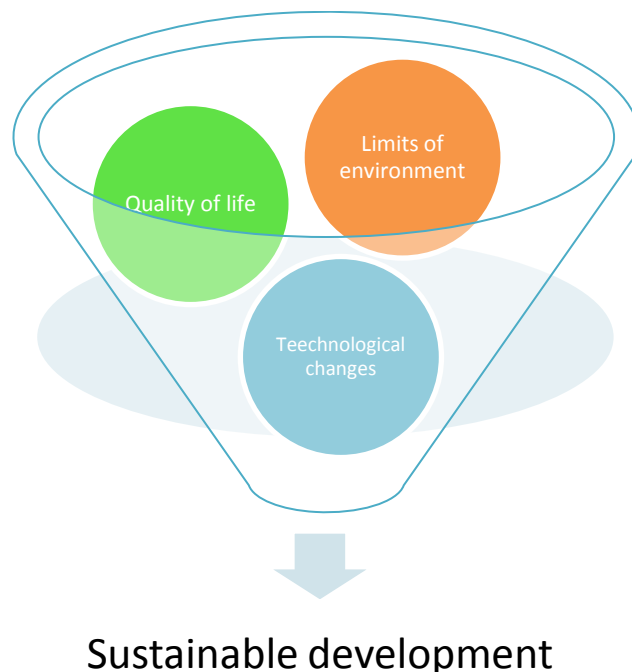 Limits of
environment
Quality of life
Teechnological
changes
Sustainable development